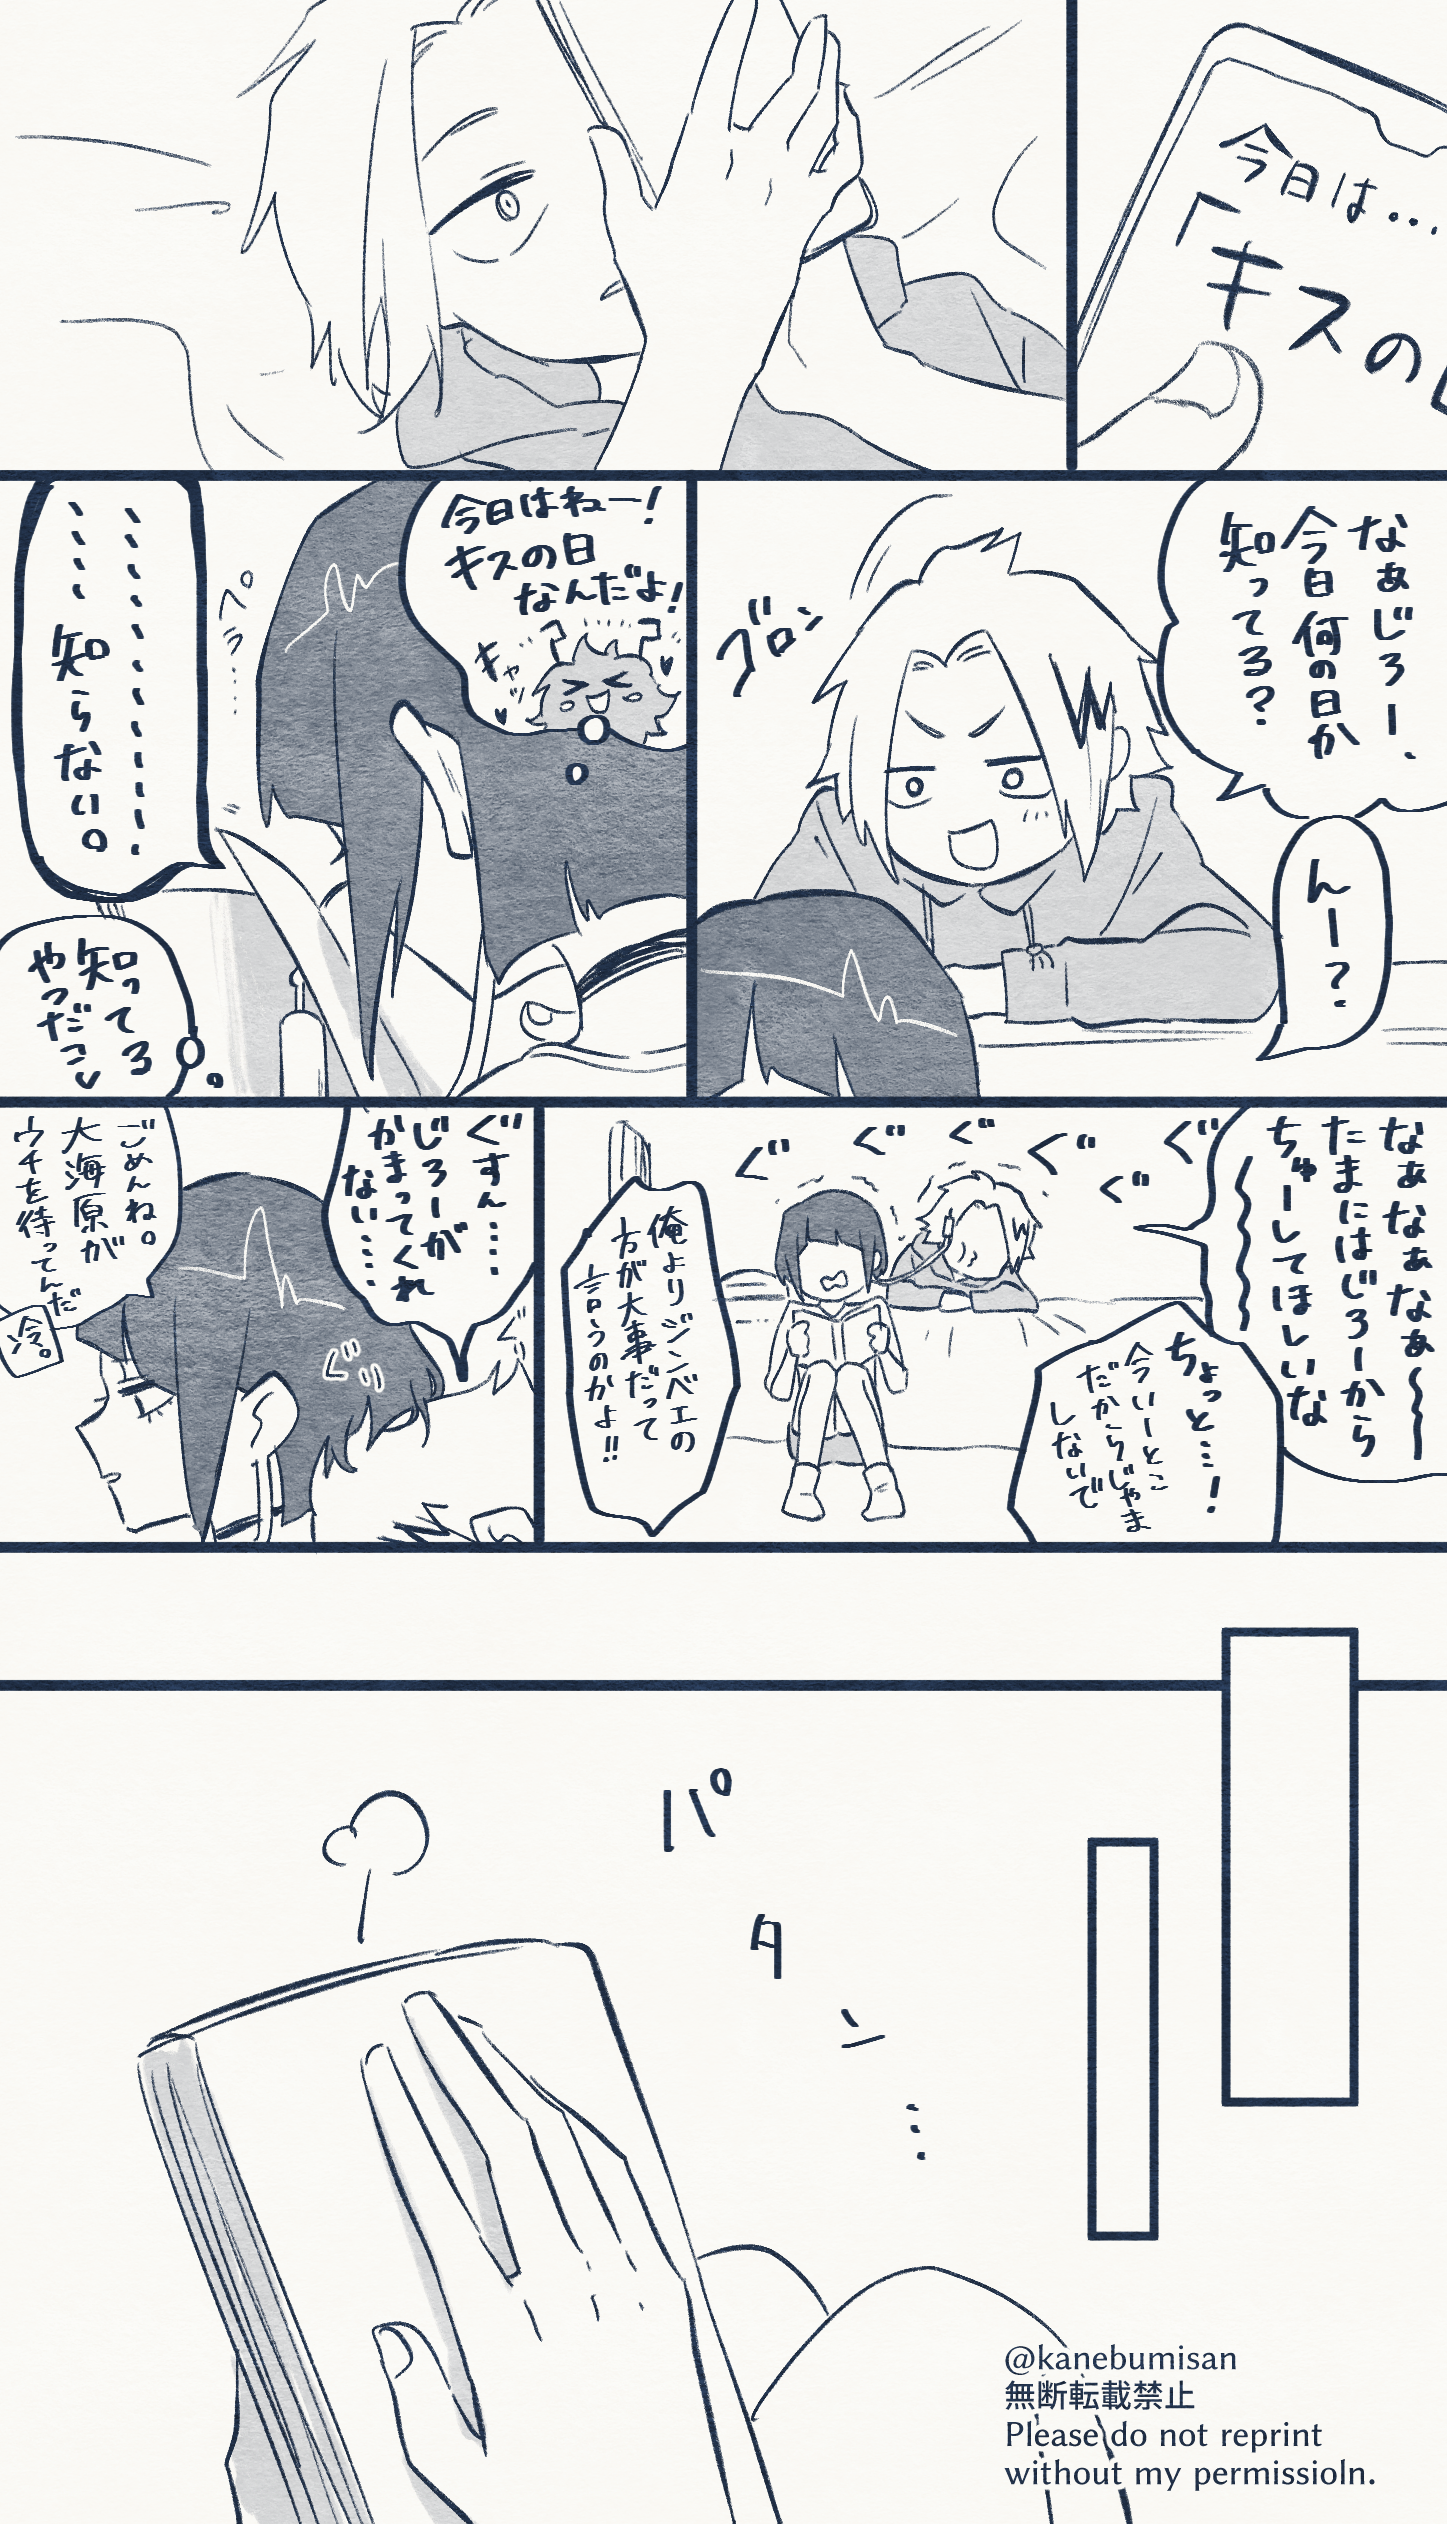 今日は…
「キスの
なぁじろー、
今日何の日か
知ってる?
んー?
ゴロン
今日はねー!
キスの日
なんだよ!
キャッ
ペラ……
、、、、、、、、、、、
、、、、知らない。
知ってる
やつだこれ
なぁなぁなぁ〜〜
たまにはじろーから
ちゅーしてほしいな
〜〜〜
ちょっと…!
今いーとこ
だからじゃま
しないで
ぐ゛
ぐ゛
ぐ゛
ぐ゛
ぐ゛
ぐ゛
俺よりジンベエの
方が大事だって
言うのかよ!!
ぐすん……
じろーが
かまってくれ
ない……
ぐ゛
ぐ゛
ごめんね。
大海原が
ウチを待ってんだ
冷。
パタン…
@kanebumisan
無断転載禁止
Please do not reprint
without my permissioln.